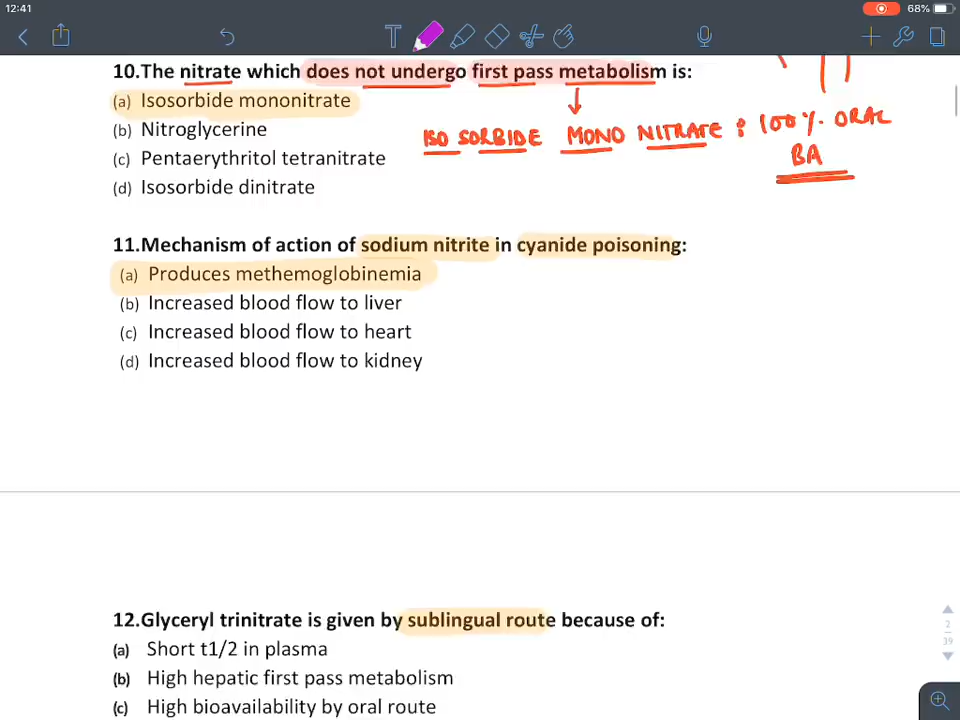 12:41
68%
T
10.The nitrate which does not undergo first pass metabolism is:
(a) Isosorbide mononitrate
(b) Nitroglycerine
(c) Pentaerythritol tetranitrate
(d) Isosorbide dinitrate
ISO SORBIDE MONO NITRATE : 100% ORAL
BA
11.Mechanism of action of sodium nitrite in cyanide poisoning:
(a) Produces methemoglobinemia
(b) Increased blood flow to liver
(c) Increased blood flow to heart
(d) Increased blood flow to kidney
12.Glyceryl trinitrate is given by sublingual route because of:
(a) Short t1/2 in plasma
(b) High hepatic first pass metabolism
(c) High bioavailability by oral route
2
39